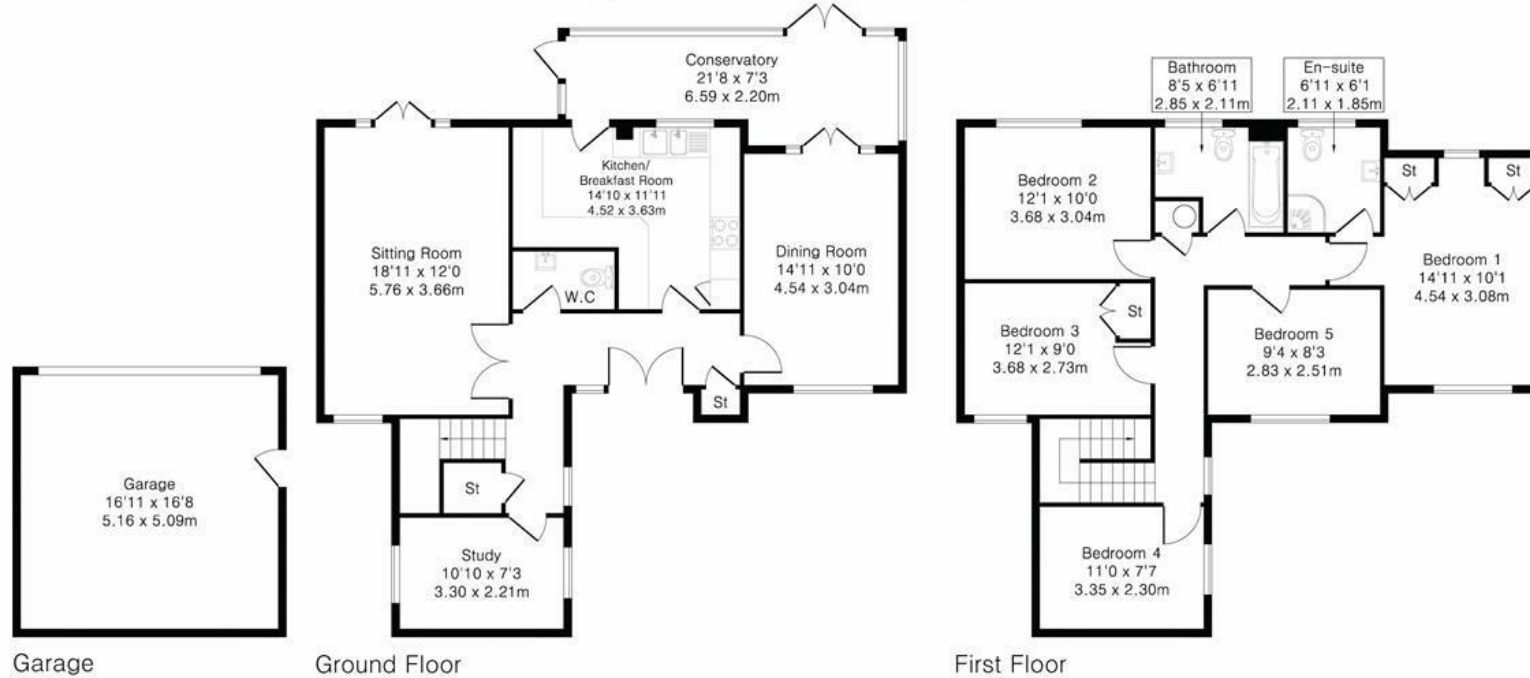 Conservatory
21'8 x 7'3
6.59 x 2.20m
Bathroom
8'5 x 6'11
2.85 x 2.11m
En-suite
6'11 x 6'1
2.11 x 1.85m
Kitchen/
Breakfast Room
14'10 x 11'11
4.52 x 3.63m
Sitting Room
18'11 x 12'0
5.76 x 3.66m
Dining Room
14'11 x 10'0
4.54 x 3.04m
W.C
St
St
Garage
16'11 x 16'8
5.16 x 5.09m
Study
10'10 x 7'3
3.30 x 2.21m
Bedroom 2
12'1 x 10'0
3.68 x 3.04m
St
St
Bedroom 1
14'11 x 10'1
4.54 x 3.08m
St
Bedroom 3
12'1 x 9'0
3.68 x 2.73m
Bedroom 5
9'4 x 8'3
2.83 x 2.51m
Bedroom 4
11'0 x 7'7
3.35 x 2.30m
Garage
Ground Floor
First Floor